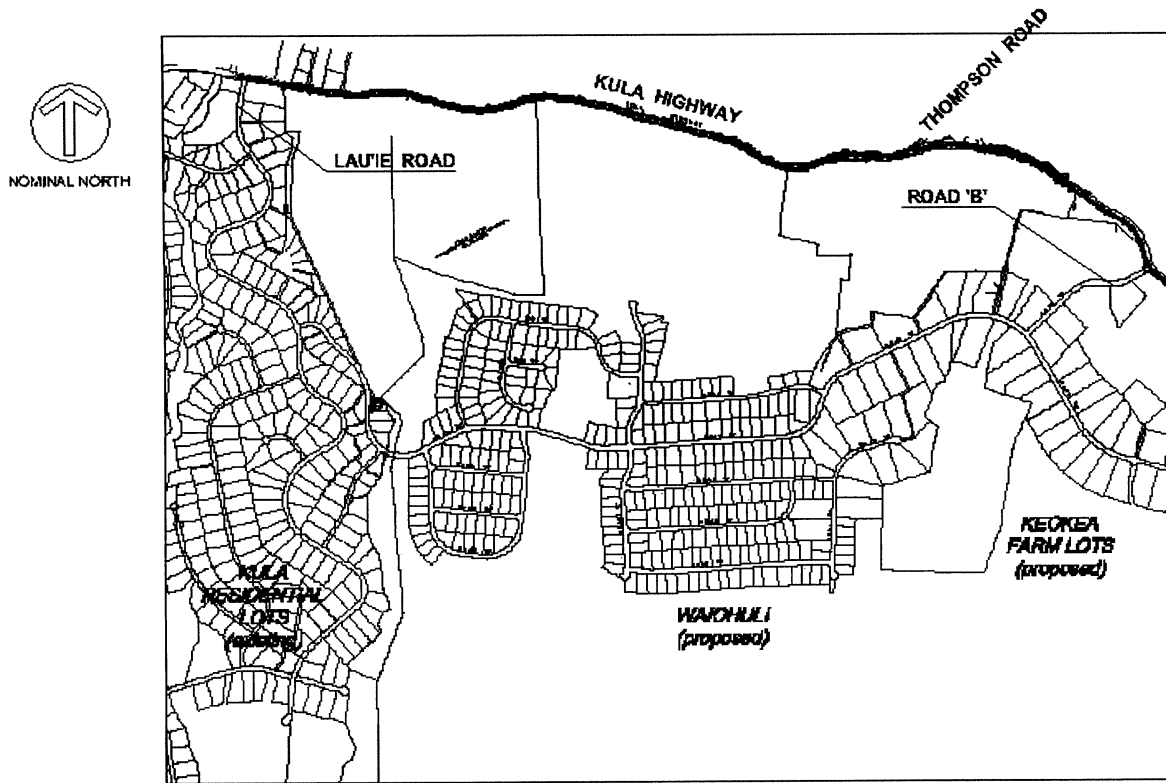 THOMPSON ROAD
KULA HIGHWAY
NOMINAL NORTH
LAU'IE ROAD
ROAD 'B'
KEOKEA
FARM LOTS
(proposed)
KULA
RESIDENTIAL
LOTS
(existing)
WAIOHULI
(proposed)